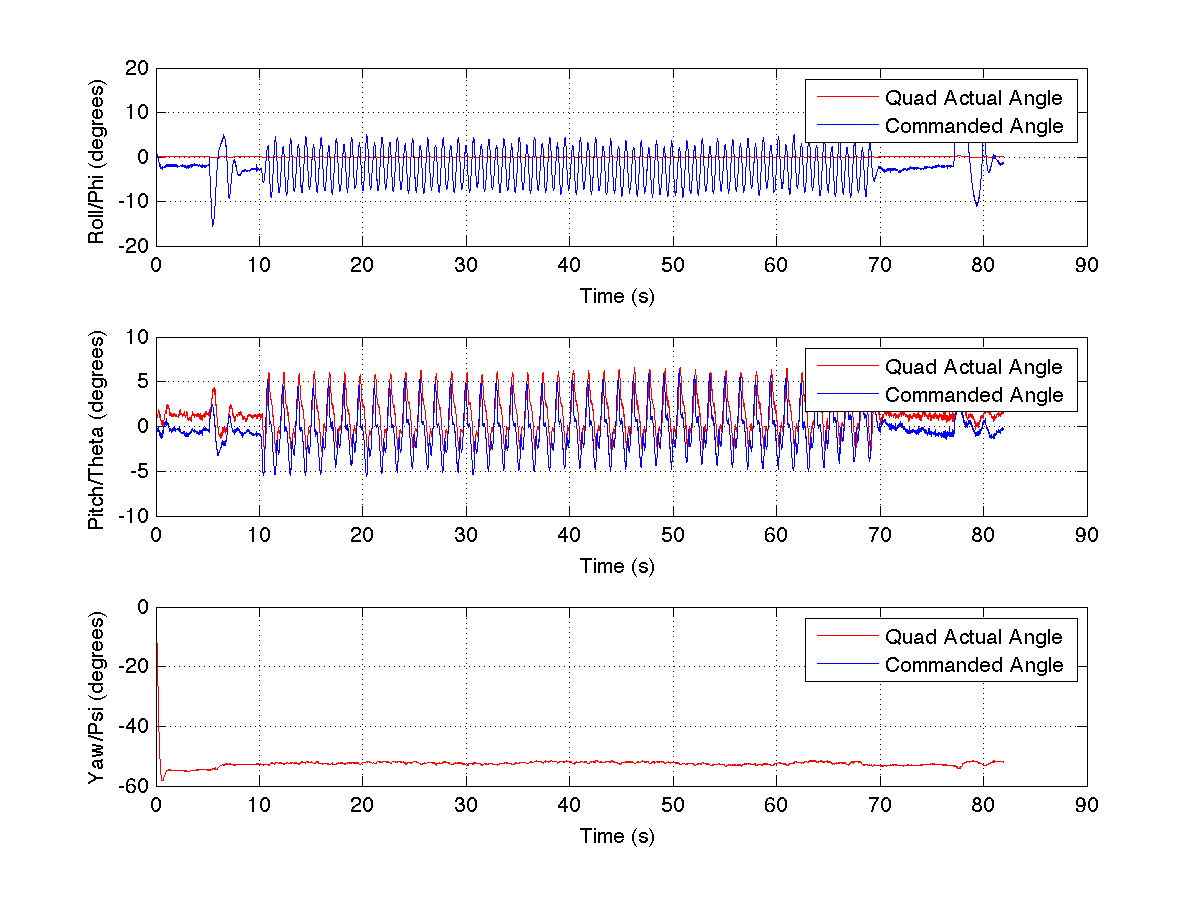 20
10
0
-10
-20
Roll/Phi (degrees)
Quad Actual Angle
Commanded Angle
0 10 20 30 40 50 60 70 80 90
Time (s)
10
5
0
-5
-10
Pitch/Theta (degrees)
Quad Actual Angle
Commanded Angle
0 10 20 30 40 50 60 70 80 90
Time (s)
0
-20
-40
-60
Yaw/Psi (degrees)
Quad Actual Angle
Commanded Angle
0 10 20 30 40 50 60 70 80 90
Time (s)